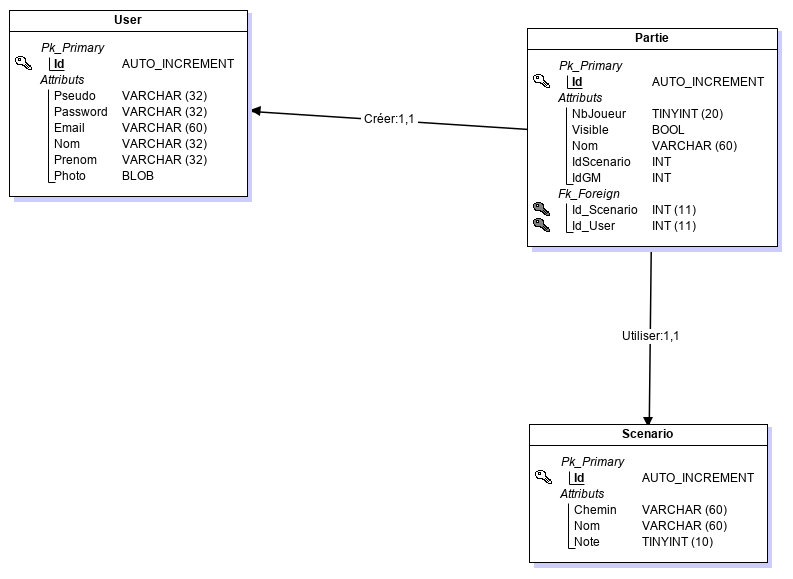 User
Pk_Primary
Id AUTO_INCREMENT
Attributs
Pseudo VARCHAR (32)
Password VARCHAR (32)
Email VARCHAR (60)
Nom VARCHAR (32)
Prenom VARCHAR (32)
Photo BLOB
Créer:1,1
Partie
Pk_Primary
Id AUTO_INCREMENT
Attributs
NbJoueur TINYINT (20)
Visible BOOL
Nom VARCHAR (60)
IdScenario INT
IdGM INT
Fk_Foreign
Id_Scenario INT (11)
Id_User INT (11)
Utiliser:1,1
Scenario
Pk_Primary
Id AUTO_INCREMENT
Attributs
Chemin VARCHAR (60)
Nom VARCHAR (60)
Note TINYINT (10)